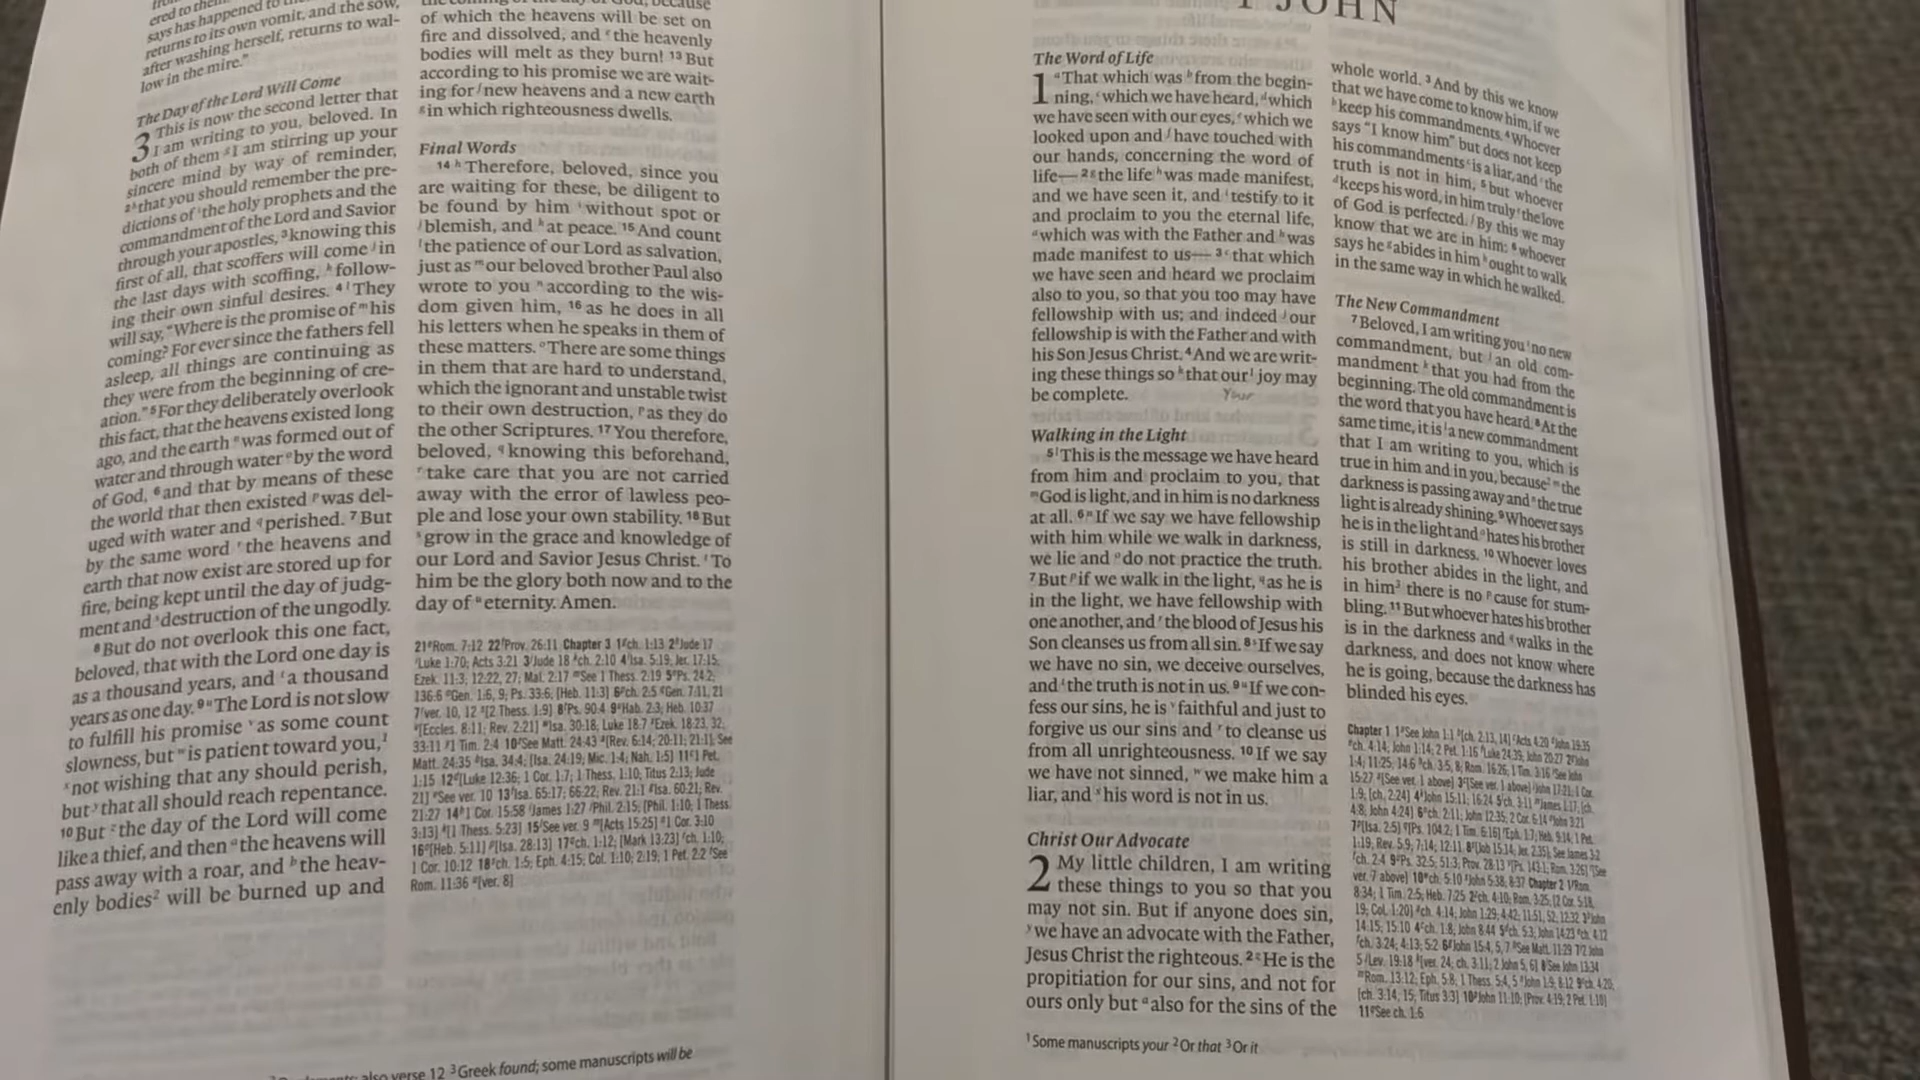 ered to them.
says has happened to
returns to its own vomit, and the sow,
after washing herself, returns to wal-
low in the mire."
The Day of the Lord Will Come
3 This is now the second letter that
I am writing to you, beloved. In
both of them g I am stirring up your
sincere mind by way of reminder,
2 h that you should remember the pre-
dictions of i the holy prophets and the
commandment of the Lord and Savior
through your apostles, 3 knowing this
first of all, that scoffers will come j in
the last days with scoffing, k follow-
ing their own sinful desires. 4 l They
will say, "Where is the promise of m his
coming? For ever since the fathers fell
asleep, all things are continuing as
they were from the beginning of cre-
ation." 5 For they deliberately overlook
this fact, that the heavens existed long
ago, and the earth n was formed out of
water and through water o by the word
of God, 6 and that by means of these
the world that then existed p was del-
uged with water and q perished. 7 But
by the same word r the heavens and
earth that now exist are stored up for
fire, being kept until the day of judg-
ment and s destruction of the ungodly.
8 But do not overlook this one fact,
beloved, that with the Lord one day is
as a thousand years, and t a thousand
years as one day. 9 u The Lord is not slow
to fulfill his promise v as some count
slowness, but w is patient toward you, 1
x not wishing that any should perish,
but y that all should reach repentance.
10 But z the day of the Lord will come
like a thief, and then a the heavens will
pass away with a roar, and b the heav-
enly bodies 2 will be burned up and
of which the heavens will be set on
fire and dissolved, and c the heavenly
bodies will melt as they burn! 13 But
according to his promise we are wait-
ing for f new heavens and a new earth
g in which righteousness dwells.
Final Words
14 h Therefore, beloved, since you
are waiting for these, be diligent to
be found by him i without spot or
j blemish, and k at peace. 15 And count
l the patience of our Lord as salvation,
just as m our beloved brother Paul also
wrote to you n according to the wis-
dom given him, 16 as he does in all
his letters when he speaks in them of
these matters. o There are some things
in them that are hard to understand,
which the ignorant and unstable twist
to their own destruction, p as they do
the other Scriptures. 17 You therefore,
beloved, q knowing this beforehand,
r take care that you are not carried
away with the error of lawless peo-
ple and lose your own stability. 18 But
s grow in the grace and knowledge of
our Lord and Savior Jesus Christ. t To
him be the glory both now and to the
day of u eternity. Amen.
21 Rom. 7:12 22 Prov. 26:11 Chapter 3 1 ch. 1:13 2 Jude 17
Luke 1:70; Acts 3:21 3 Jude 18 ch. 2:10 4 Isa. 5:19; Jer. 17:15;
Ezek. 11:3; 12:22, 27; Mal. 2:17 See 1 Thess. 2:19 5 Ps. 24:2;
136:6 Gen. 1:6, 9; Ps. 33:6; [Heb. 11:3] 6 ch. 2:5 Gen. 7:11, 21
7 ver. 10, 12 [2 Thess. 1:9] 8 Ps. 90:4 9 Hab. 2:3; Heb. 10:37
[Eccles. 8:11; Rev. 2:21] Isa. 30:18; Luke 18:7 Ezek. 18:23, 32;
33:11 1 Tim. 2:4 10 See Matt. 24:43 [Rev. 6:14; 20:11; 21:1]; See
Matt. 24:35 Isa. 34:4; [Isa. 24:19; Mic. 1:4; Nah. 1:5] 11 1 Pet.
1:15 12 [Luke 12:36; 1 Cor. 1:7; 1 Thess. 1:10; Titus 2:13; Jude
21] See ver. 10 13 Isa. 65:17; 66:22; Rev. 21:1 Isa. 60:21; Rev.
21:27 14 1 Cor. 15:58 James 1:27 Phil. 2:15; [Phil. 1:10; 1 Thess.
3:13] [1 Thess. 5:23] 15 See ver. 9 [Acts 15:25] 1 Cor. 3:10
16 [Heb. 5:11] [Isa. 28:13] 17 ch. 1:12; [Mark 13:23] ch. 1:10;
1 Cor. 10:12 18 ch. 1:5; Eph. 4:15; Col. 1:10; 2:19; 1 Pet. 2:2 See
Rom. 11:36 [ver. 8]
also verse 12 3 Greek found; some manuscripts will be
1 JOHN
The Word of Life
1 a That which was b from the begin-
ning, c which we have heard, d which
we have seen with our eyes, e which we
looked upon and f have touched with
our hands, concerning the word of
life— 2 g the life h was made manifest,
and we have seen it, and i testify to it
and proclaim to you the eternal life,
a which was with the Father and h was
made manifest to us— 3 c that which
we have seen and heard we proclaim
also to you, so that you too may have
fellowship with us; and indeed j our
fellowship is with the Father and with
his Son Jesus Christ. 4 And we are writ-
ing these things so k that our 1 joy may
be complete. Your
Walking in the Light
5 l This is the message we have heard
from him and proclaim to you, that
m God is light, and in him is no darkness
at all. 6 n If we say we have fellowship
with him while we walk in darkness,
we lie and o do not practice the truth.
7 But p if we walk in the light, q as he is
in the light, we have fellowship with
one another, and r the blood of Jesus his
Son cleanses us from all sin. 8 s If we say
we have no sin, we deceive ourselves,
and t the truth is not in us. 9 u If we con-
fess our sins, he is v faithful and just to
forgive us our sins and r to cleanse us
from all unrighteousness. 10 If we say
we have not sinned, w we make him a
liar, and x his word is not in us.
Christ Our Advocate
2 My little children, I am writing
these things to you so that you
may not sin. But if anyone does sin,
y we have an advocate with the Father,
Jesus Christ the righteous. 2 z He is the
propitiation for our sins, and not for
ours only but a also for the sins of the
whole world. 3 And by this we know
that we have come to know him, if we
b keep his commandments. 4 Whoever
says "I know him" but does not keep
his commandments c is a liar, and t the
truth is not in him, 5 but whoever
d keeps his word, in him truly e the love
of God is perfected. f By this we may
know that we are in him: 6 whoever
says he g abides in him h ought to walk
in the same way in which he walked.
The New Commandment
7 Beloved, I am writing you i no new
commandment, but j an old com-
mandment k that you had from the
beginning. The old commandment is
the word that you have heard. 8 At the
same time, it is l a new commandment
that I am writing to you, which is
true in him and in you, because 2 m the
darkness is passing away and n the true
light is already shining. 9 Whoever says
he is in the light and o hates his brother
is still in darkness. 10 Whoever loves
his brother abides in the light, and
in him 3 there is no p cause for stum-
bling. 11 But whoever hates his brother
is in the darkness and q walks in the
darkness, and does not know where
he is going, because the darkness has
blinded his eyes.
Chapter 1 1 See John 1:1 [ch. 2:13, 14] Acts 4:20 John 19:35
ch. 4:14; John 1:14; 2 Pet. 1:16 Luke 24:39; John 20:27 2 John
1:4; 11:25; 14:6 ch. 3:5, 8; Rom. 16:26; 1 Tim. 3:16 See John
15:27 [See ver. 1 above] 3 [See ver. 1 above] John 17:21; 1 Cor.
1:9; [ch. 2:24] 4 John 15:11; 16:24 5 ch. 3:11 James 1:17; [ch.
4:8; John 4:24] 6 ch. 2:11; John 12:35; 2 Cor. 6:14 John 3:21
7 [Isa. 2:5] [Ps. 104:2; 1 Tim. 6:16] Eph. 1:7; Heb. 9:14; 1 Pet.
1:19; Rev. 5:9; 7:14; 12:11 8 [Job 15:14; Jer. 2:35]; See James 3:2
ch. 2:4 9 Ps. 32:5; 51:3; Prov. 28:13 [Ps. 143:1; Rom. 3:26] [See
ver. 7 above] 10 ch. 5:10 John 5:38; 8:37 Chapter 2 1 Rom.
8:34; 1 Tim. 2:5; Heb. 7:25 2 ch. 4:10; Rom. 3:25; [2 Cor. 5:18,
19; Col. 1:20] ch. 4:14; John 1:29; 4:42; 11:51, 52; 12:32 3 John
14:15; 15:10 4 ch. 1:8; John 8:44 5 ch. 5:3; John 14:23 ch. 4:12
ch. 3:24; 4:13; 5:2 6 John 15:4, 5, 7 See Matt. 11:29 7 2 John
5 Lev. 19:18 [ver. 24; ch. 3:11; 2 John 5, 6] 8 See John 13:34
Rom. 13:12; Eph. 5:8; 1 Thess. 5:4, 5 John 1:9; 8:12 9 ch. 4:20;
[ch. 3:14, 15; Titus 3:3] 10 John 11:10; [Prov. 4:19; 2 Pet. 1:10]
11 See ch. 1:6
1 Some manuscripts your 2 Or that 3 Or it